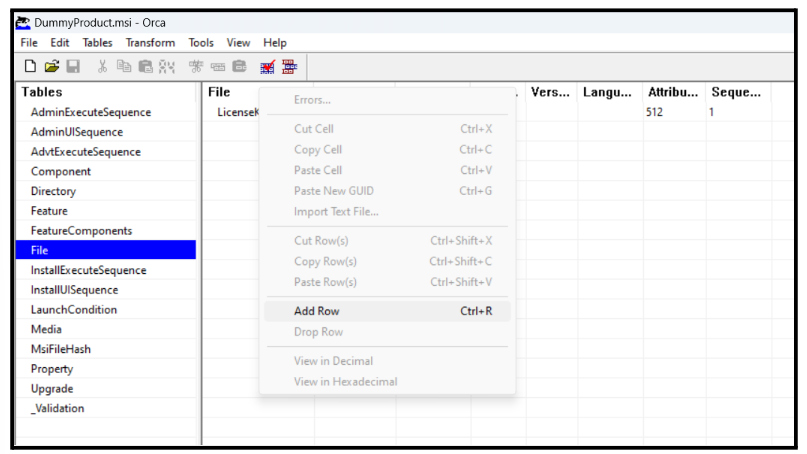 DummyProduct.msi - Orca
File Edit Tables Transform Tools View Help
Tables File Vers... Langu... Attribu... Seque...
AdminExecuteSequence
AdminUISequence
AdvtExecuteSequence
Component
Directory
Feature
FeatureComponents
File
InstallExecuteSequence
InstallUISequence
LaunchCondition
Media
MsiFileHash
Property
Upgrade
_Validation
LicenseK 512 1
Errors...
Cut Cell Ctrl+X
Copy Cell Ctrl+C
Paste Cell Ctrl+V
Paste New GUID Ctrl+G
Import Text File...
Cut Row(s) Ctrl+Shift+X
Copy Row(s) Ctrl+Shift+C
Paste Row(s) Ctrl+Shift+V
Add Row Ctrl+R
Drop Row
View in Decimal
View in Hexadecimal